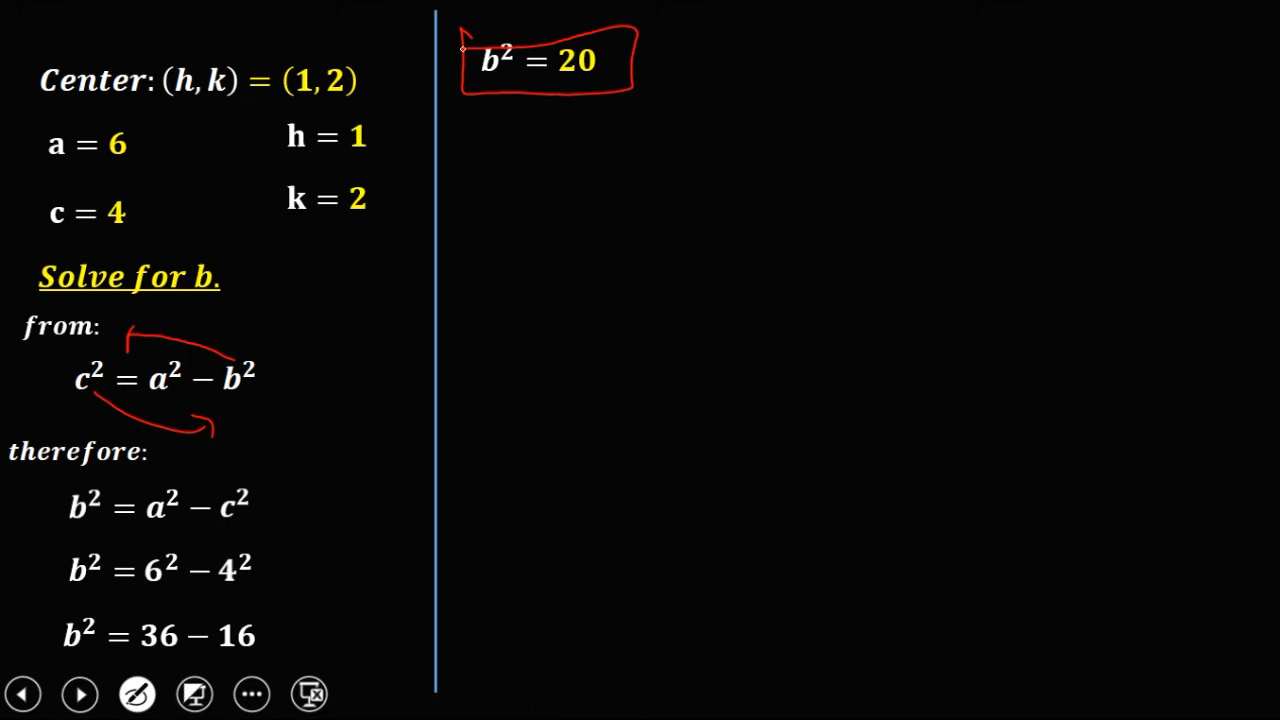 Center: (h, k) = (1, 2)
a = 6
h = 1
c = 4
k = 2
Solve for b.
from:
c² = a² − b²
therefore:
b² = a² − c²
b² = 6² − 4²
b² = 36 − 16
b² = 20